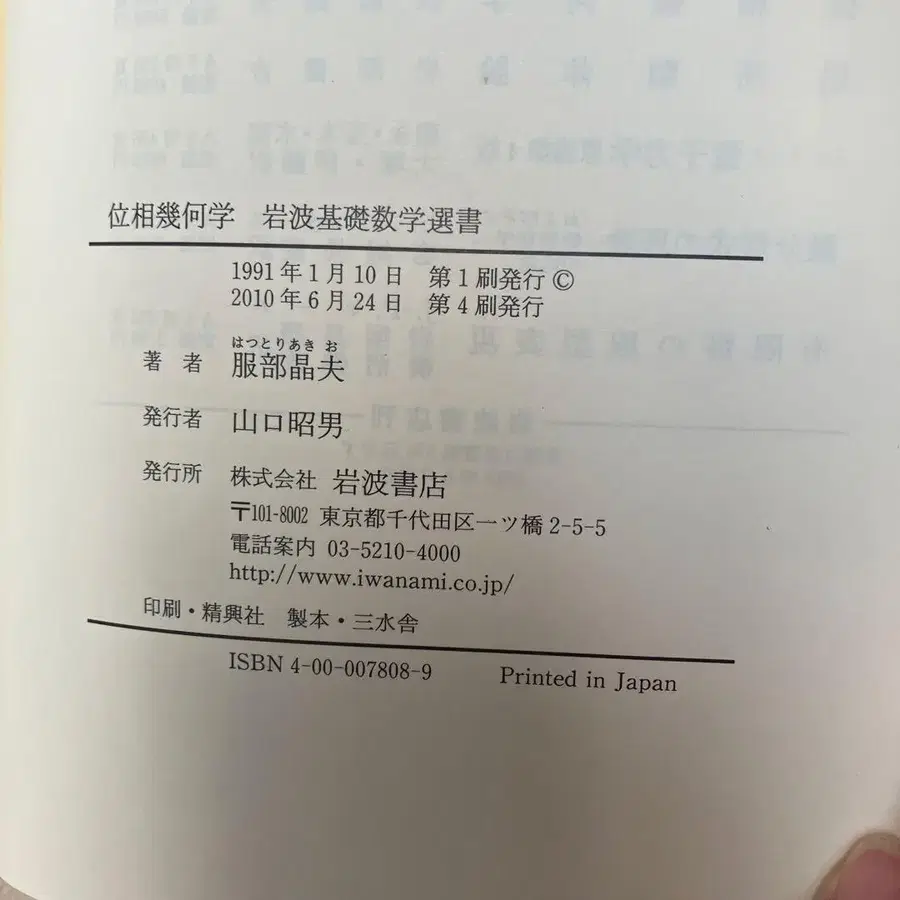 位相幾何学　岩波基礎数学選書
1991年1月10日　第1刷発行 ©
2010年6月24日　第4刷発行
はつとりあき お
著　者　服部晶夫
発行者　山口昭男
発行所　株式会社 岩波書店
〒101-8002 東京都千代田区一ツ橋2-5-5
電話案内 03-5210-4000
http://www.iwanami.co.jp/
印刷・精興社　製本・三水舎
ISBN 4-00-007808-9　Printed in Japan